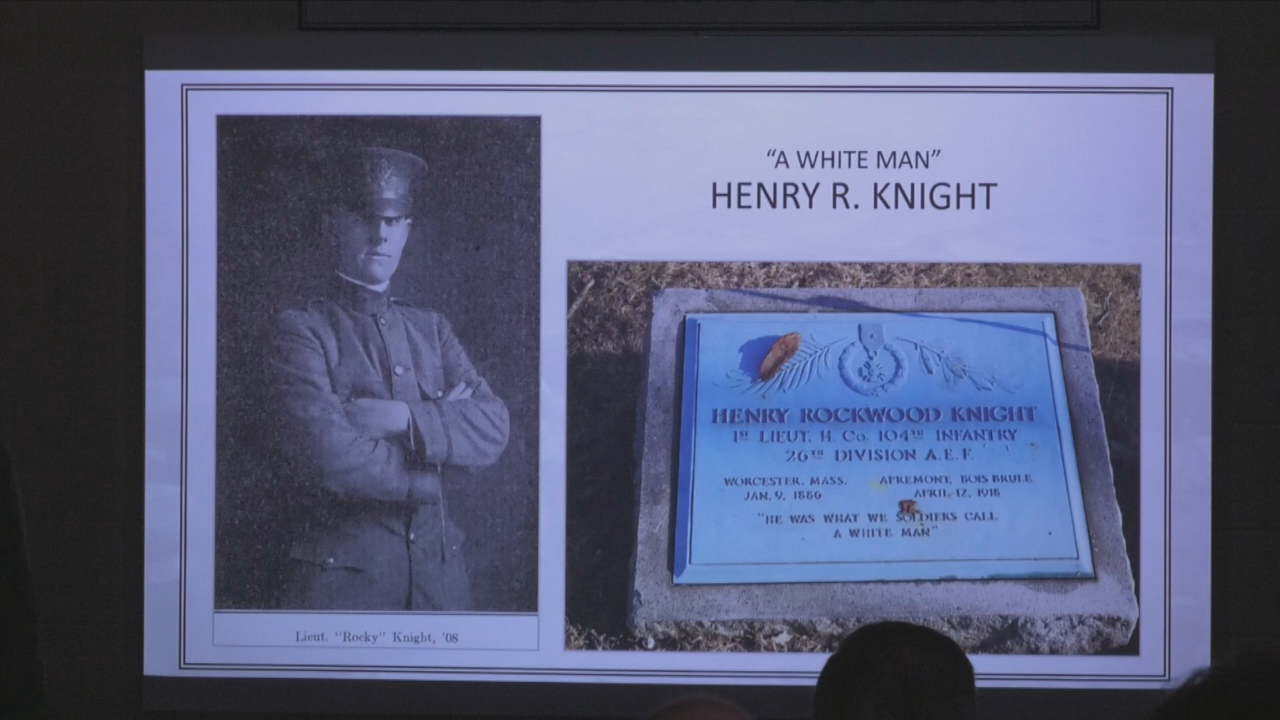 “A WHITE MAN”
HENRY R. KNIGHT
HENRY ROCKWOOD KNIGHT
1ST LIEUT. H. Co. 104TH INFANTRY
26TH DIVISION A.E.F.
WORCESTER, MASS. APREMONT, BOIS BRULE
JAN. 9, 1886 APRIL 12, 1918
"HE WAS WHAT WE SOLDIERS CALL
A WHITE MAN"
Lieut. “Rocky” Knight, '08